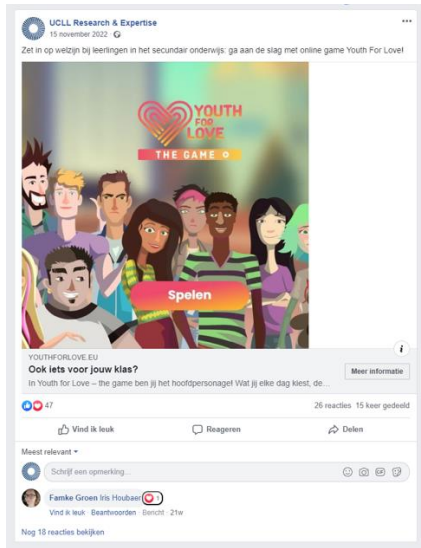 UCLL Research & Expertise
15 november 2022
Zet in op welzijn bij leerlingen in het secundair onderwijs: ga aan de slag met online game Youth For Love!
YOUTH
FOR
LOVE
THE GAME
Spelen
YOUTHFORLOVE.EU
Ook iets voor jouw klas?
Meer informatie
In Youth for Love – the game ben jij het hoofdpersonage! Wat jij elke dag kiest, de...
47
26 reacties 15 keer gedeeld
Vind ik leuk
Reageren
Delen
Meest relevant
Schrijf een opmerking...
GIF
Famke Groen Iris Houbaer 1
Vind ik leuk · Beantwoorden · Bericht · 21w
Nog 18 reacties bekijken